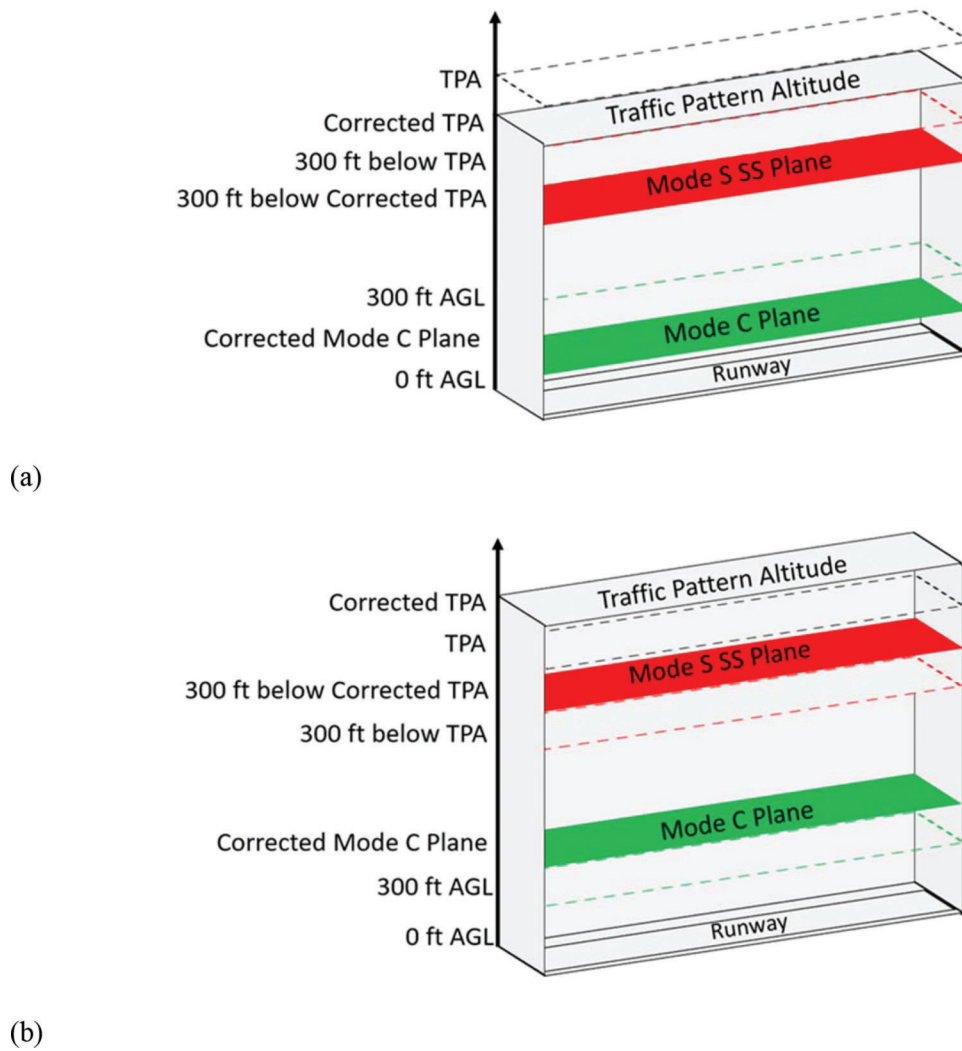 TPA
Traffic Pattern Altitude
Corrected TPA
300 ft below TPA
Mode S SS Plane
300 ft below Corrected TPA
300 ft AGL
Corrected Mode C Plane
Mode C Plane
0 ft AGL
Runway
(a)
Traffic Pattern Altitude
Corrected TPA
TPA
Mode S SS Plane
300 ft below Corrected TPA
300 ft below TPA
Mode C Plane
Corrected Mode C Plane
300 ft AGL
0 ft AGL
Runway
(b)